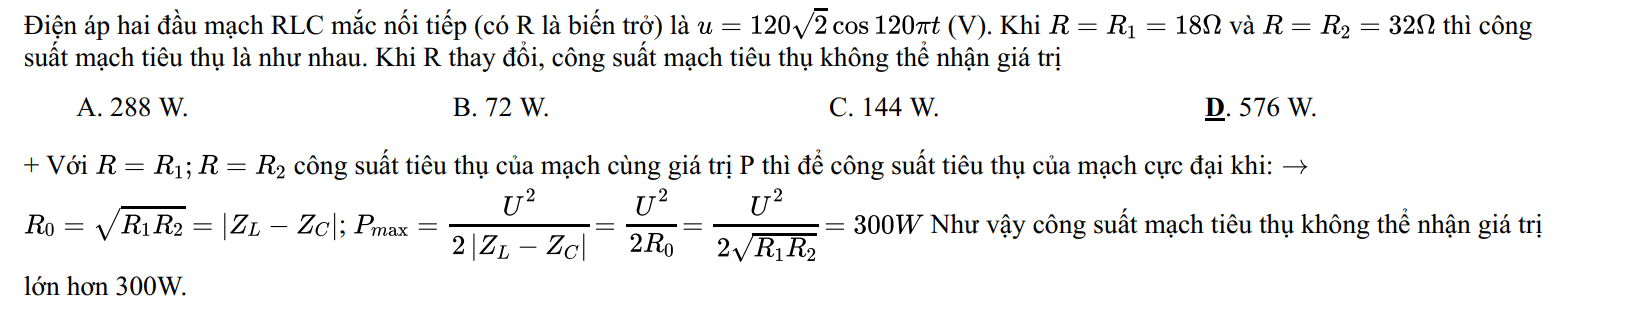 Điện áp hai đầu mạch RLC mắc nối tiếp (có R là biến trở) là $u = 120\sqrt{2}\cos 120\pi t$ (V). Khi $R = R_1 = 18\Omega$ và $R = R_2 = 32\Omega$ thì công
suất mạch tiêu thụ là như nhau. Khi R thay đổi, công suất mạch tiêu thụ không thể nhận giá trị
A. 288 W. B. 72 W. C. 144 W. D. 576 W.
+ Với $R = R_1; R = R_2$ công suất tiêu thụ của mạch cùng giá trị P thì để công suất tiêu thụ của mạch cực đại khi: →
$R_0 = \sqrt{R_1R_2} = |Z_L - Z_C|; P_{\max} = \frac{U^2}{2|Z_L - Z_C|} = \frac{U^2}{2R_0} = \frac{U^2}{2\sqrt{R_1R_2}} = 300W$ Như vậy công suất mạch tiêu thụ không thể nhận giá trị
lớn hơn 300W.